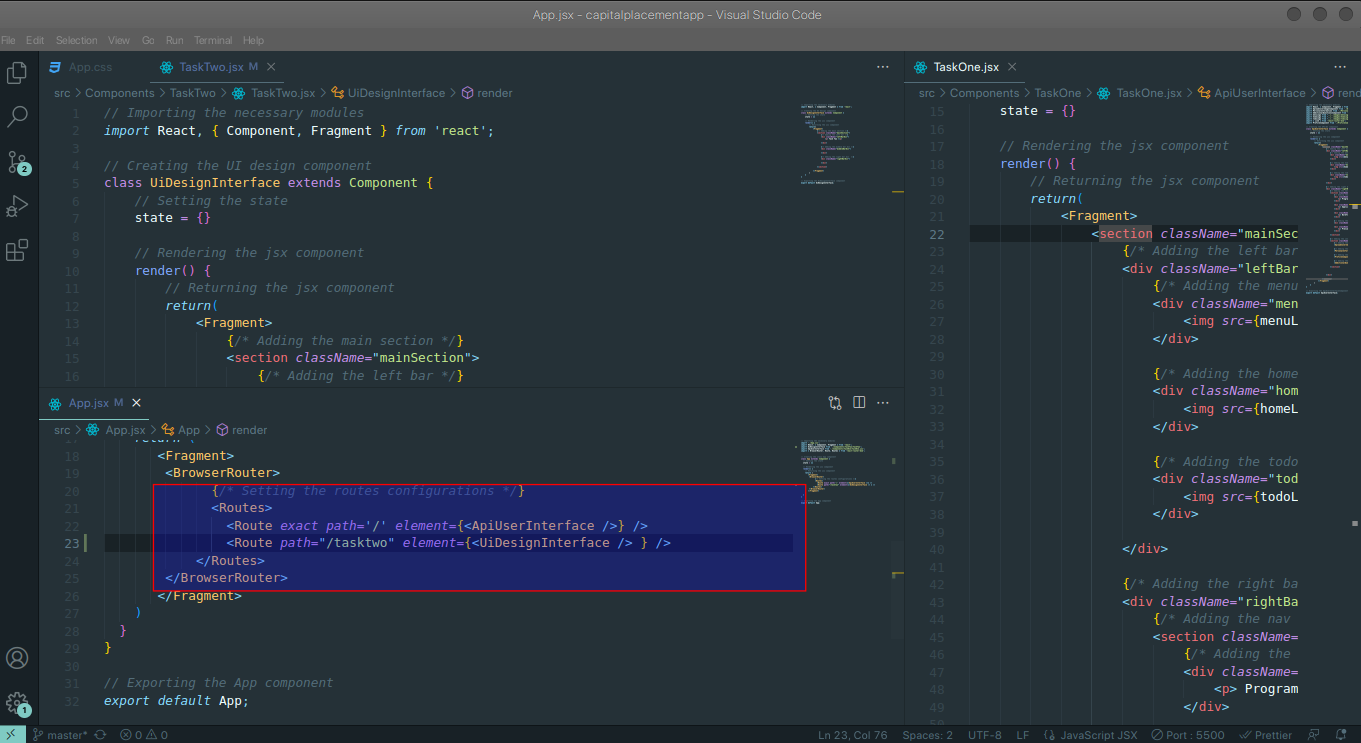 App.jsx - capitalplacementapp - Visual Studio Code
File Edit Selection View Go Run Terminal Help
App.css
TaskTwo.jsx M
src > Components > TaskTwo > TaskTwo.jsx > UiDesignInterface > render
1 // Importing the necessary modules
2 import React, { Component, Fragment } from 'react';
3
4 // Creating the UI design component
5 class UiDesignInterface extends Component {
6 // Setting the state
7 state = {}
8
9 // Rendering the jsx component
10 render() {
11 // Returning the jsx component
12 return(
13 <Fragment>
14 {/* Adding the main section */}
15 <section className="mainSection">
16 {/* Adding the left bar */}
App.jsx M
src > App.jsx > App > render
18 <Fragment>
19 <BrowserRouter>
20 {/* Setting the routes configurations */}
21 <Routes>
22 <Route exact path='/' element={<ApiUserInterface />} />
23 <Route path="/tasktwo" element={<UiDesignInterface /> } />
24 </Routes>
25 </BrowserRouter>
26 </Fragment>
27 )
28 }
29 }
30
31 // Exporting the App component
32 export default App;
TaskOne.jsx
src > Components > TaskOne > TaskOne.jsx > ApiUserInterface > rend
15 state = {}
16
17 // Rendering the jsx component
18 render() {
19 // Returning the jsx component
20 return(
21 <Fragment>
22 <section className="mainSec
23 {/* Adding the left bar
24 <div className="leftBar
25 {/* Adding the menu
26 <div className="men
27 <img src={menuL
28 </div>
29
30 {/* Adding the home
31 <div className="hom
32 <img src={homeL
33 </div>
34
35 {/* Adding the todo
36 <div className="tod
37 <img src={todoL
38 </div>
39
40 </div>
41
42 {/* Adding the right ba
43 <div className="rightBa
44 {/* Adding the nav
45 <section className=
46 {/* Adding the
47 <div className=
48 <p> Program
49 </div>
50
2
1
master* 0 0 Ln 23, Col 76 Spaces: 2 UTF-8 LF {} JavaScript JSX Port : 5500 Prettier